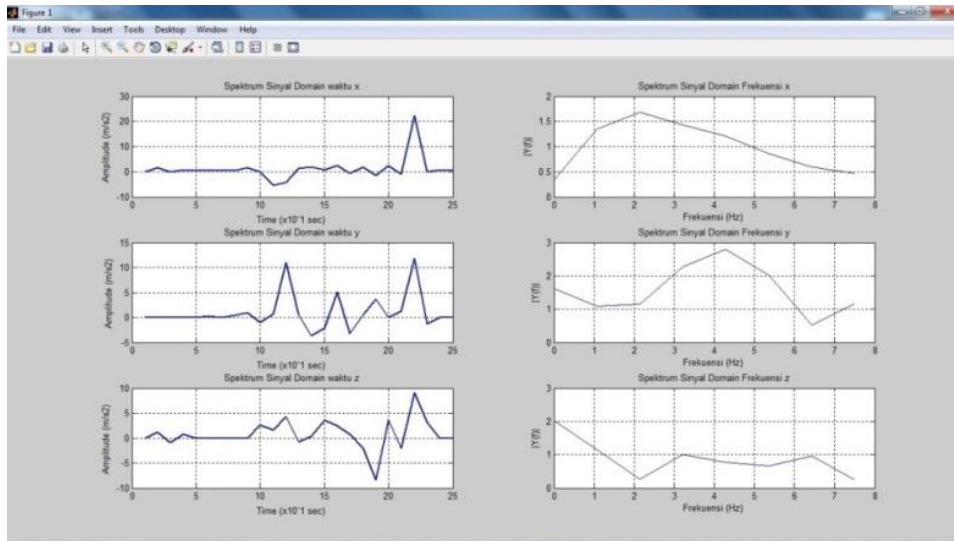 Figure 1
File Edit View Insert Tools Desktop Window Help
Spektrum Sinyal Domain waktu x
Amplitude (m/s2)
30
20
10
0
-10
0 5 10 15 20 25
Time (x10^1 sec)
Spektrum Sinyal Domain Frekuensi x
|Y(f)|
2
1.5
1
0.5
0
0 1 2 3 4 5 6 7 8
Frekuensi (Hz)
Spektrum Sinyal Domain waktu y
Amplitude (m/s2)
15
10
5
0
-5
0 5 10 15 20 25
Time (x10^1 sec)
Spektrum Sinyal Domain Frekuensi y
|Y(f)|
3
2
1
0
0 1 2 3 4 5 6 7 8
Frekuensi (Hz)
Spektrum Sinyal Domain waktu z
Amplitude (m/s2)
10
5
0
-5
-10
0 5 10 15 20 25
Time (x10^1 sec)
Spektrum Sinyal Domain Frekuensi z
|Y(f)|
3
2
1
0
0 1 2 3 4 5 6 7 8
Frekuensi (Hz)